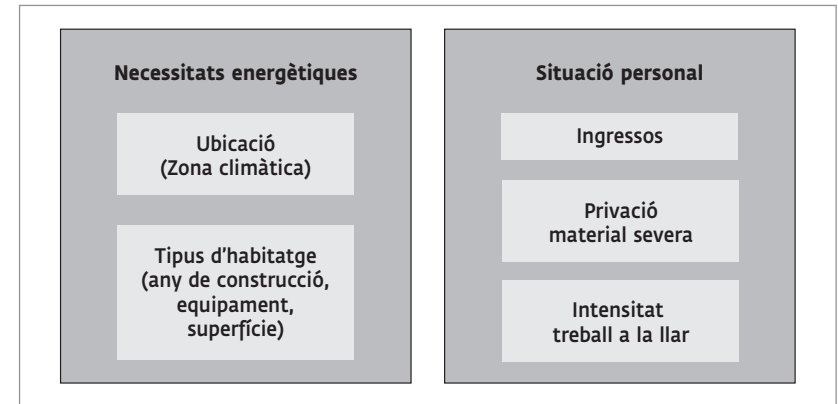 Necessitats energètiques
Ubicació
(Zona climàtica)
Tipus d'habitatge
(any de construcció,
equipament,
superfície)
Situació personal
Ingressos
Privació
material severa
Intensitat
treball a la llar